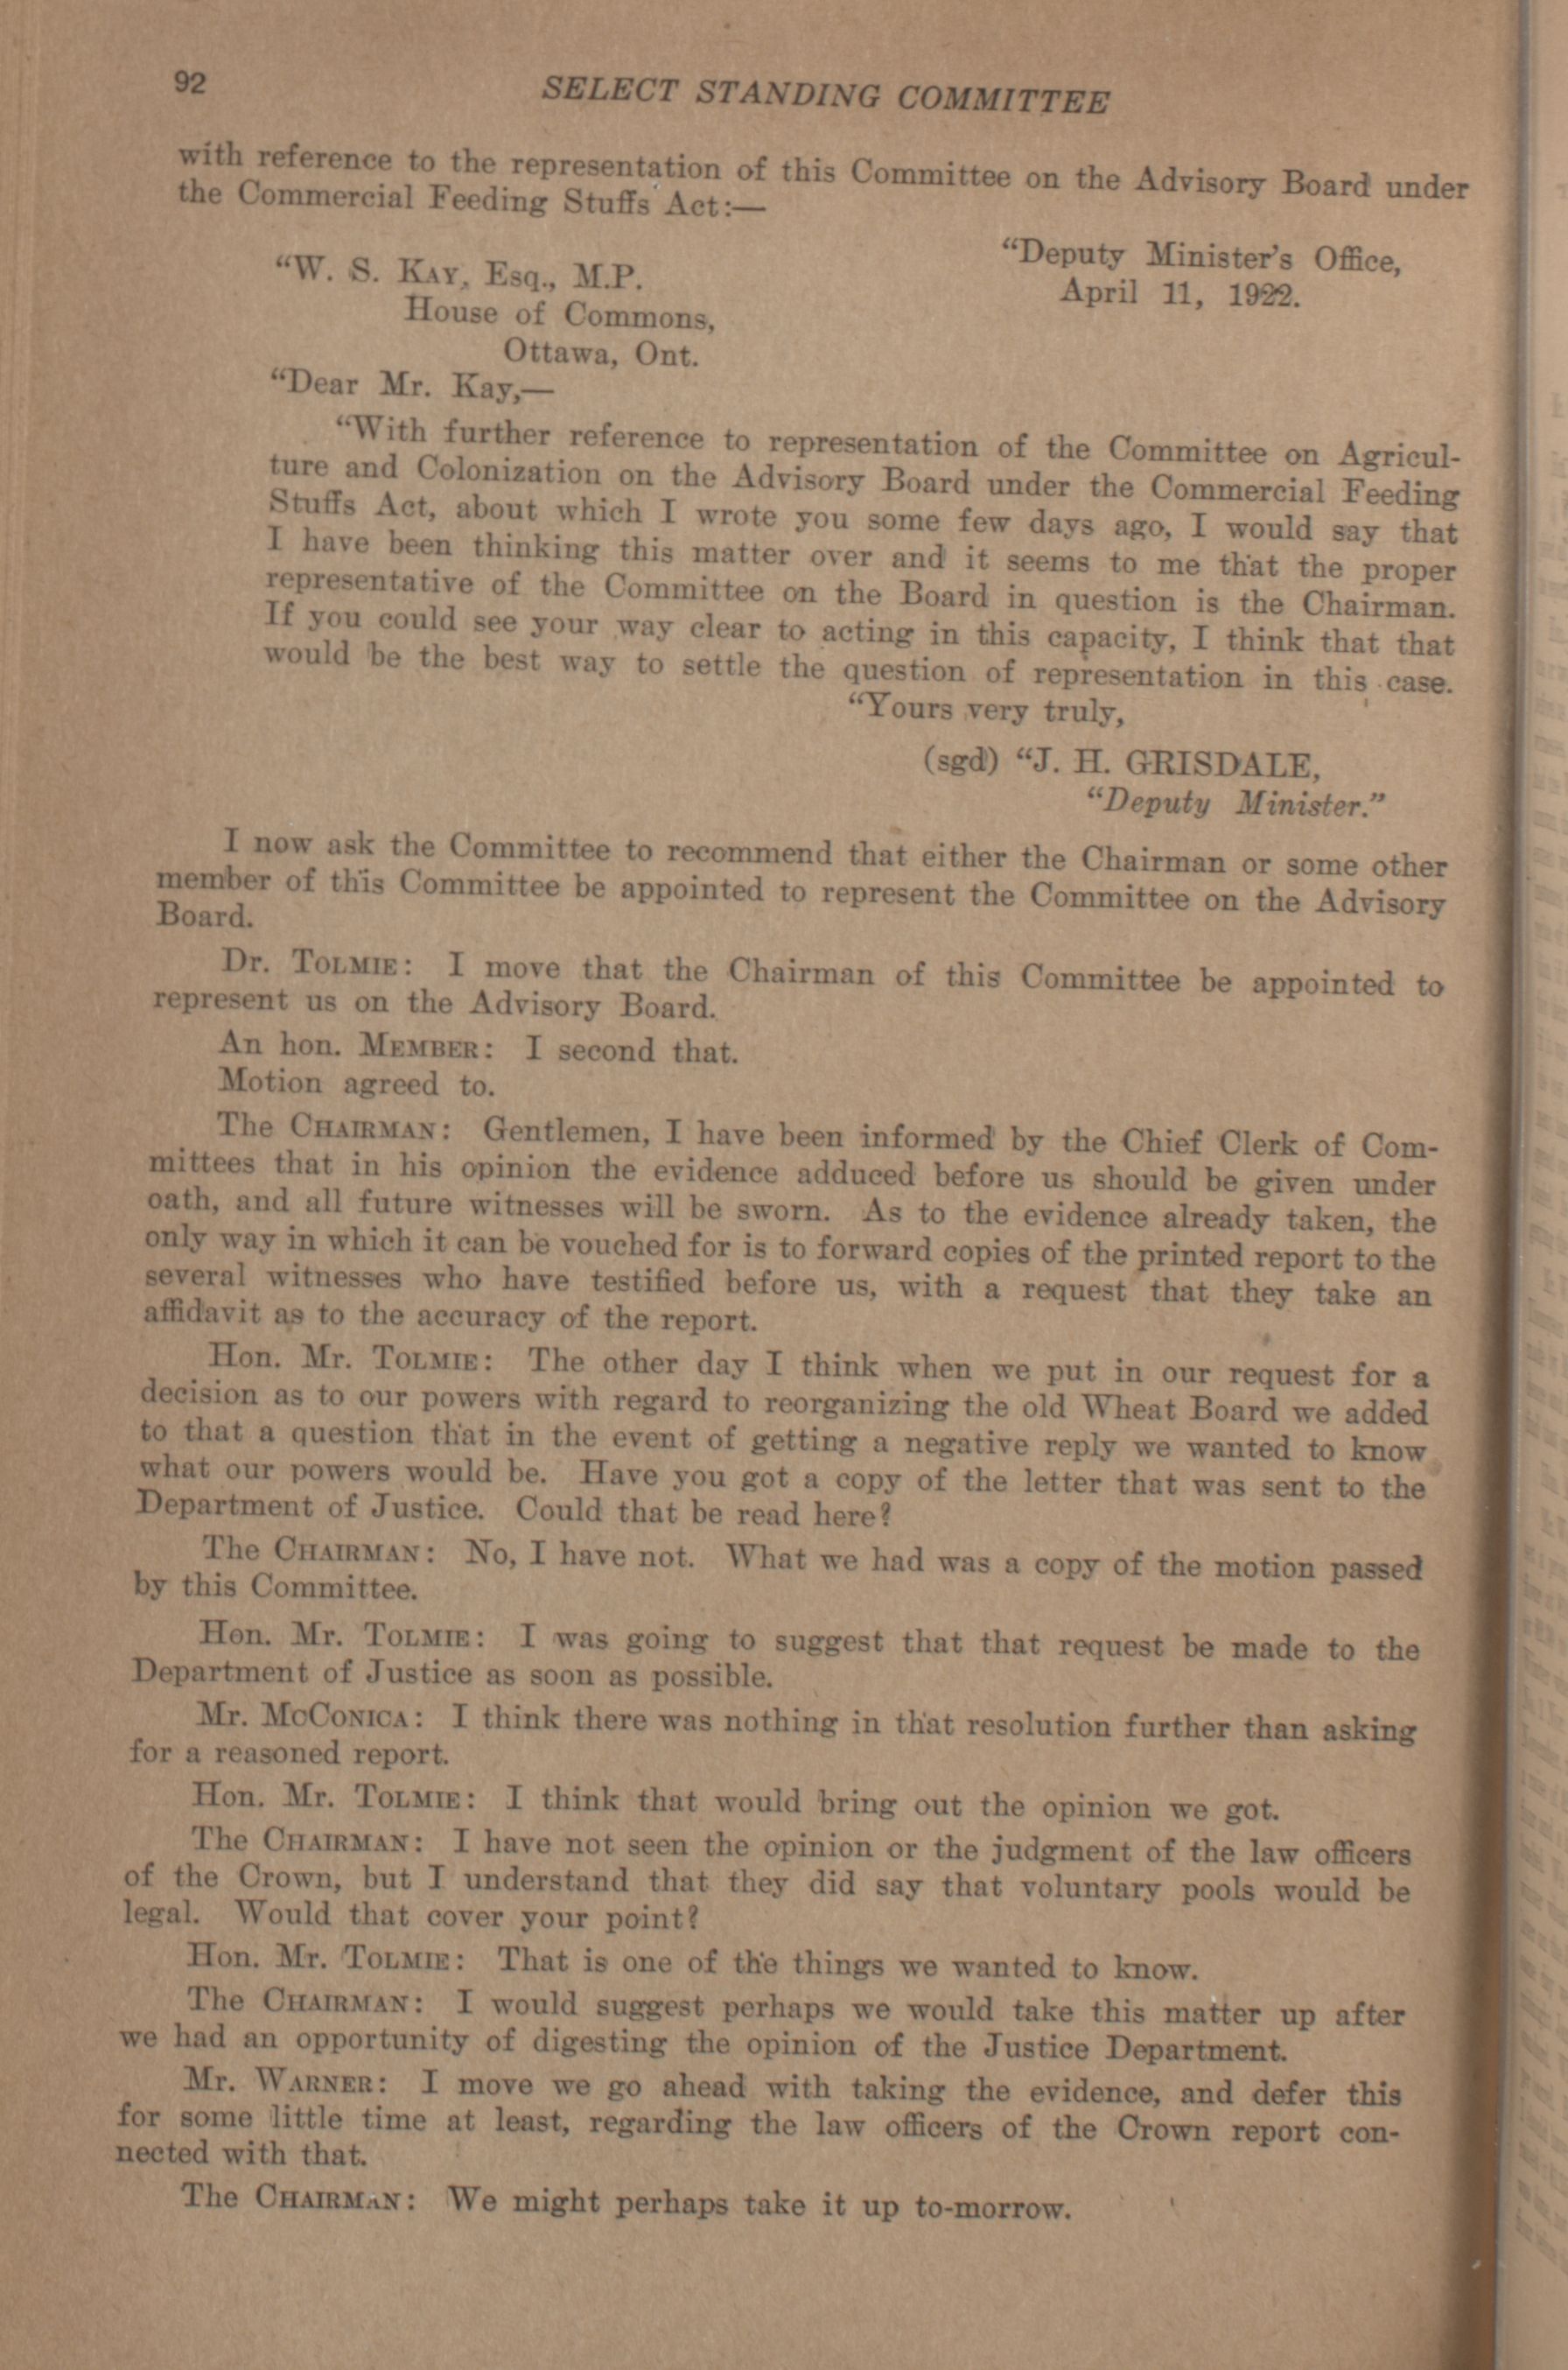 92
SELECT STANDING COMMITTEE
with reference to the representation of this Committee on the Advisory Board under
the Commercial Feeding Stuffs Act:—
"Deputy Minister's Office,
April 11, 1922.
"W. S. KAY, Esq., M.P.
House of Commons,
Ottawa, Ont.
"Dear Mr. Kay,—
"With further reference to representation of the Committee on Agricul-
ture and Colonization on the Advisory Board under the Commercial Feeding
Stuffs Act, about which I wrote you some few days ago, I would say that
I have been thinking this matter over and it seems to me that the proper
representative of the Committee on the Board in question is the Chairman.
If you could see your way clear to acting in this capacity, I think that that
would be the best way to settle the question of representation in this case.
"Yours very truly,
(sgd) "J. H. GRISDALE,
"Deputy Minister."
I now ask the Committee to recommend that either the Chairman or some other
member of this Committee be appointed to represent the Committee on the Advisory
Board.
Dr. TOLMIE: I move that the Chairman of this Committee be appointed to
represent us on the Advisory Board.
An hon. MEMBER: I second that.
Motion agreed to.
The CHAIRMAN: Gentlemen, I have been informed by the Chief Clerk of Com-
mittees that in his opinion the evidence adduced before us should be given under
oath, and all future witnesses will be sworn. As to the evidence already taken, the
only way in which it can be vouched for is to forward copies of the printed report to the
several witnesses who have testified before us, with a request that they take an
affidavit as to the accuracy of the report.
Hon. Mr. TOLMIE: The other day I think when we put in our request for a
decision as to our powers with regard to reorganizing the old Wheat Board we added
to that a question that in the event of getting a negative reply we wanted to know
what our powers would be. Have you got a copy of the letter that was sent to the
Department of Justice. Could that be read here?
The CHAIRMAN: No, I have not. What we had was a copy of the motion passed
by this Committee.
Hon. Mr. TOLMIE: I was going to suggest that that request be made to the
Department of Justice as soon as possible.
Mr. MCCONICA: I think there was nothing in that resolution further than asking
for a reasoned report.
Hon. Mr. TOLMIE: I think that would bring out the opinion we got.
The CHAIRMAN: I have not seen the opinion or the judgment of the law officers
of the Crown, but I understand that they did say that voluntary pools would be
legal. Would that cover your point?
Hon. Mr. TOLMIE: That is one of the things we wanted to know.
The CHAIRMAN: I would suggest perhaps we would take this matter up after
we had an opportunity of digesting the opinion of the Justice Department.
Mr. WARNER: I move we go ahead with taking the evidence, and defer this
for some little time at least, regarding the law officers of the Crown report con-
nected with that.
The CHAIRMAN: We might perhaps take it up to-morrow.